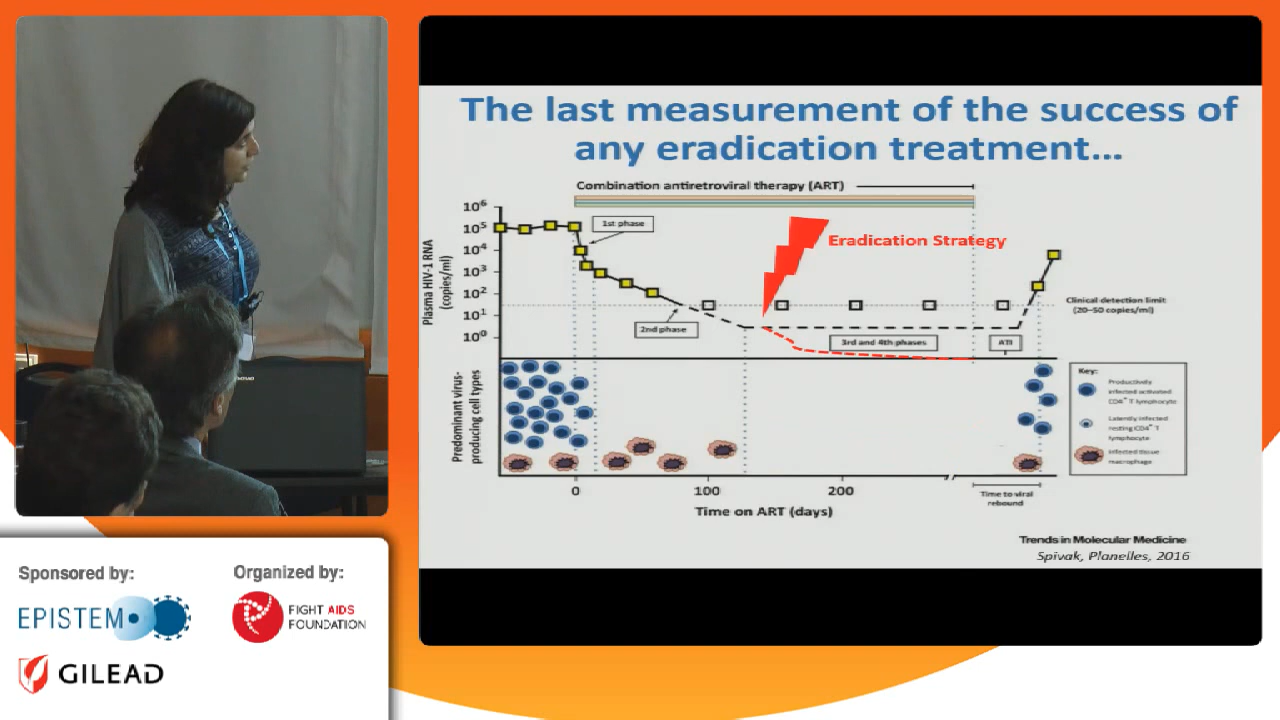 The last measurement of the success of
any eradication treatment...
Combination antiretroviral therapy (ART)
10⁶
10⁵
10⁴
10³
10²
10¹
10⁰
Plasma HIV-1 RNA
(copies/ml)
1st phase
2nd phase
Eradication Strategy
3rd and 4th phases
ATI
Clinical detection limit
(20–50 copies/ml)
Predominant virus-
producing cell types
Key:
Productively
infected activated
CD4⁺ T lymphocyte
Latently infected
resting CD4⁺ T
lymphocyte
Infected tissue
macrophage
0
100
200
Time on ART (days)
Time to viral
rebound
Trends in Molecular Medicine
Spivak, Planelles, 2016
Sponsored by:
EPISTEM
GILEAD
Organized by:
FIGHT AIDS
FOUNDATION